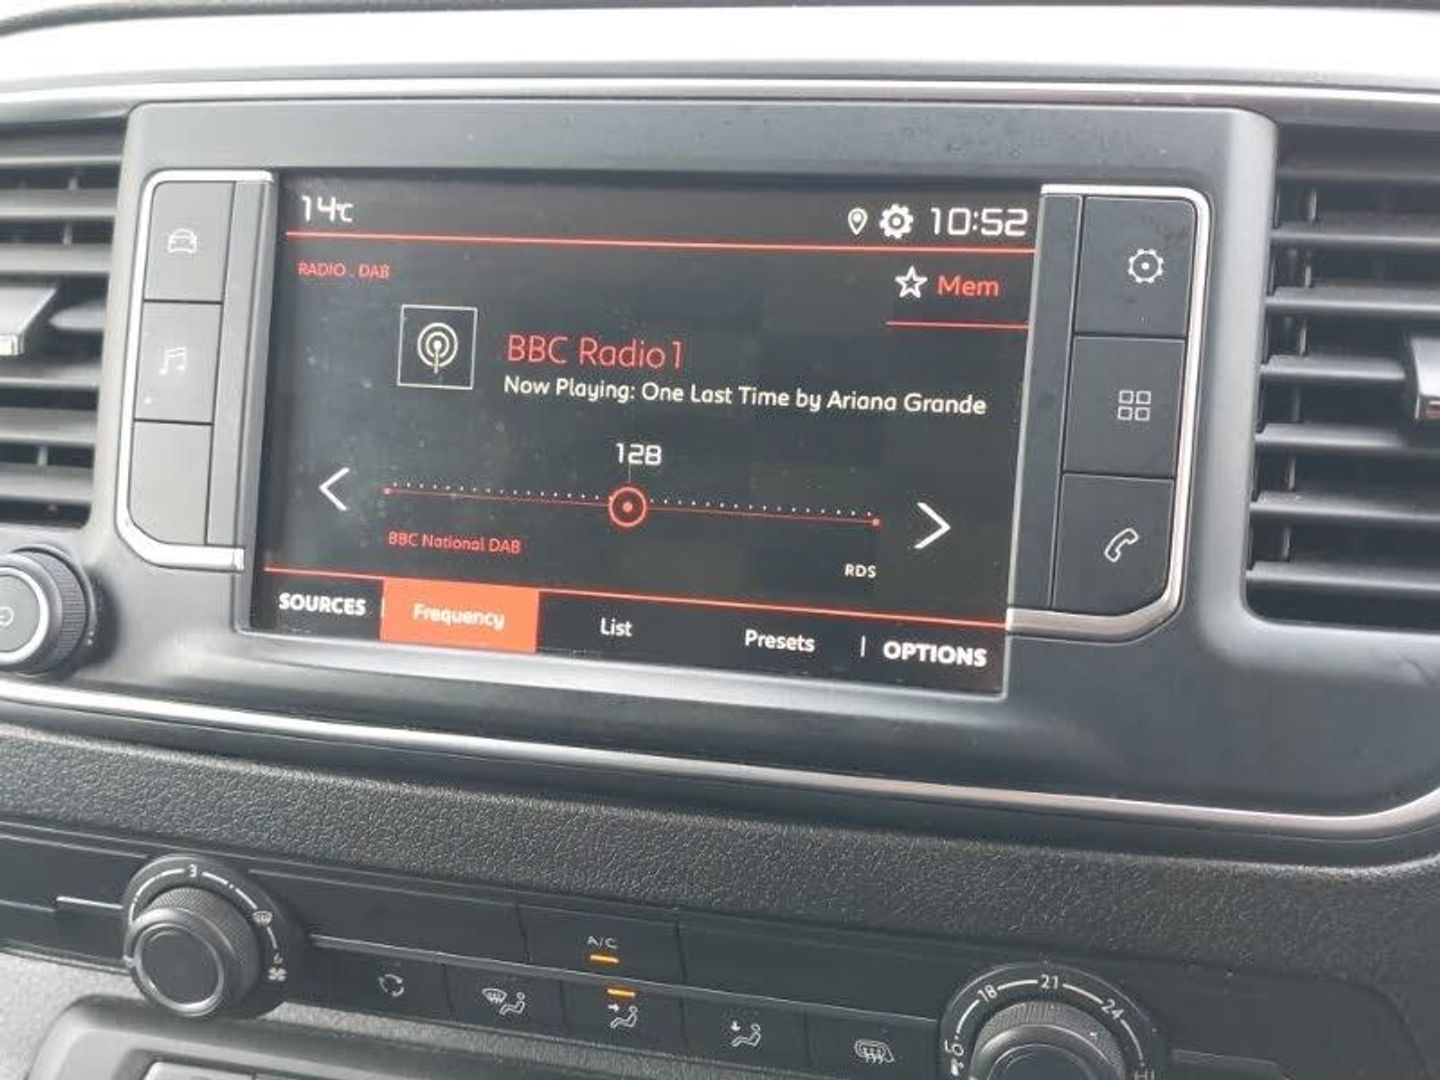 14°C
10:52
RADIO . DAB
Mem
BBC Radio 1
Now Playing: One Last Time by Ariana Grande
128
BBC National DAB
RDS
SOURCES
Frequency
List
Presets
OPTIONS
3
A/C
18
21
24
HI